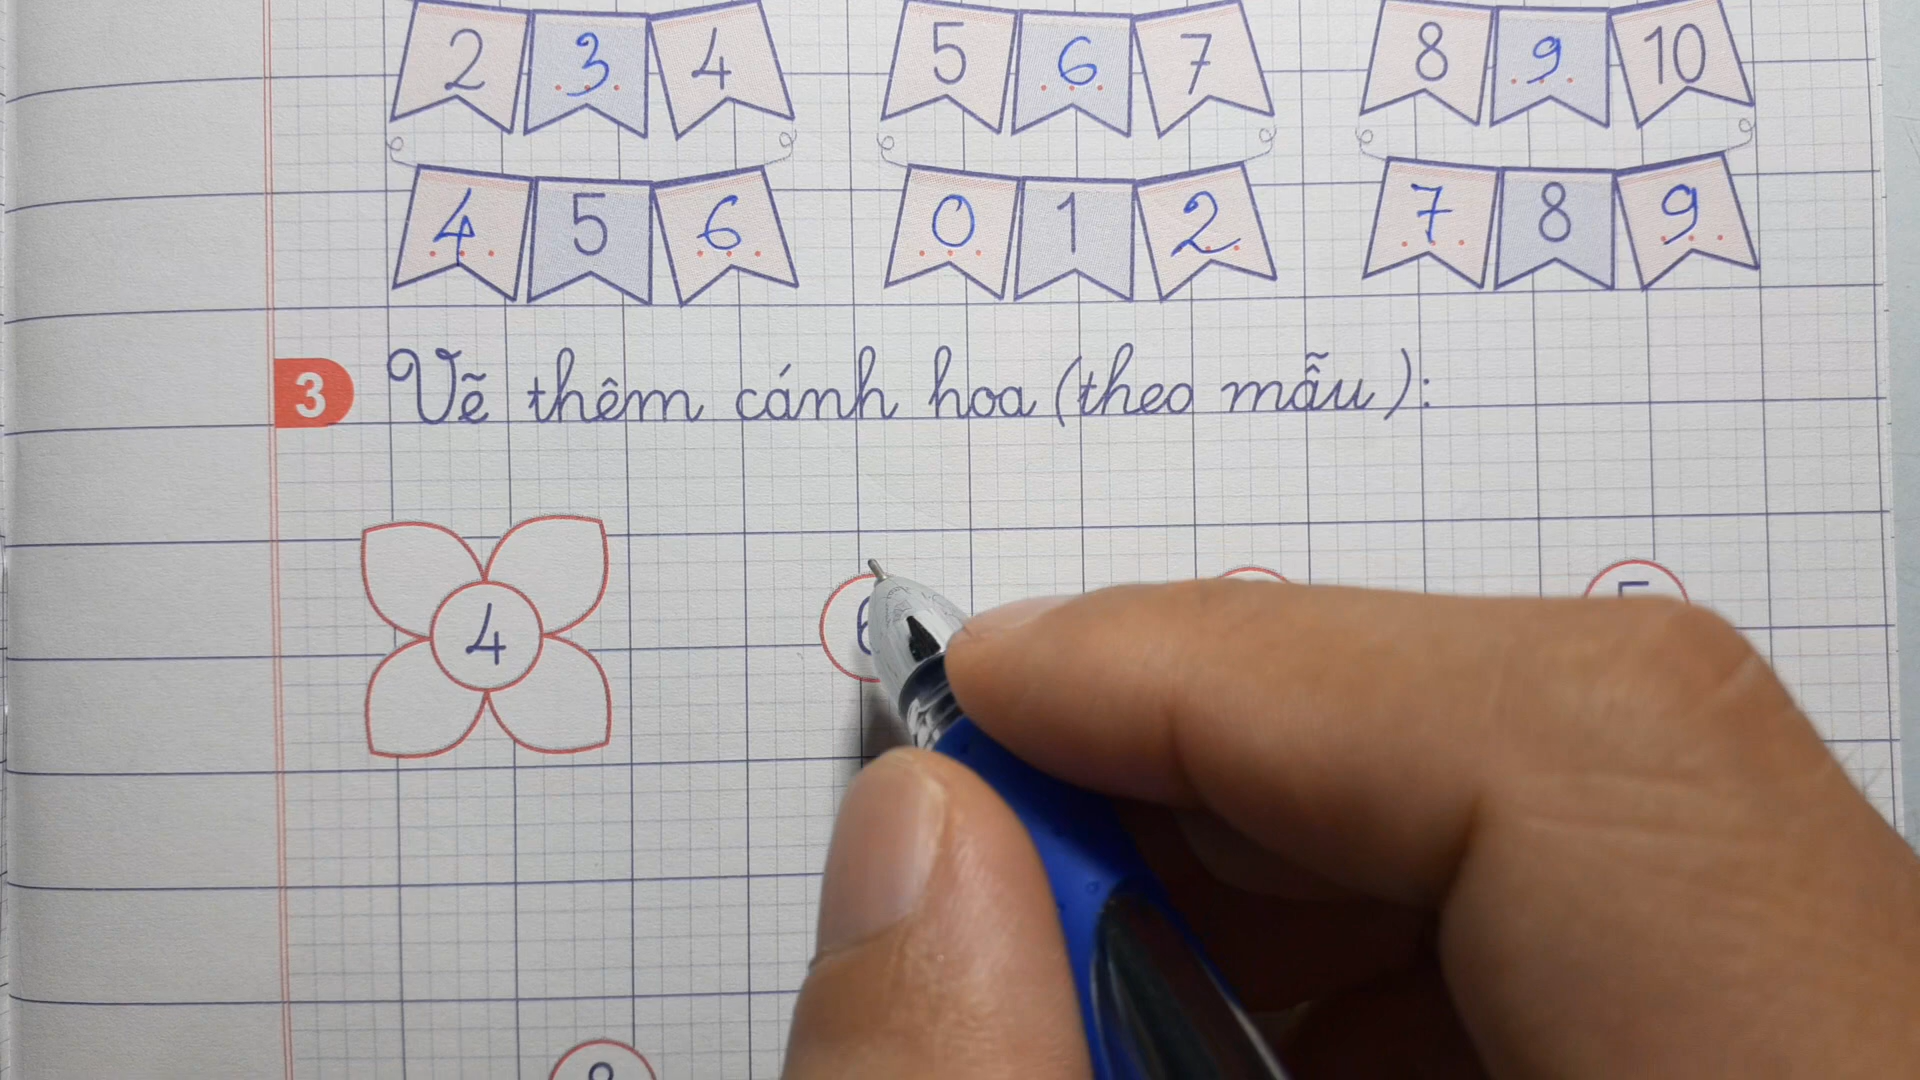 2 3 4 5 6 7 8 9 10
4 5 6 0 1 2 7 8 9
3 Vẽ thêm cánh hoa (theo mẫu):
4